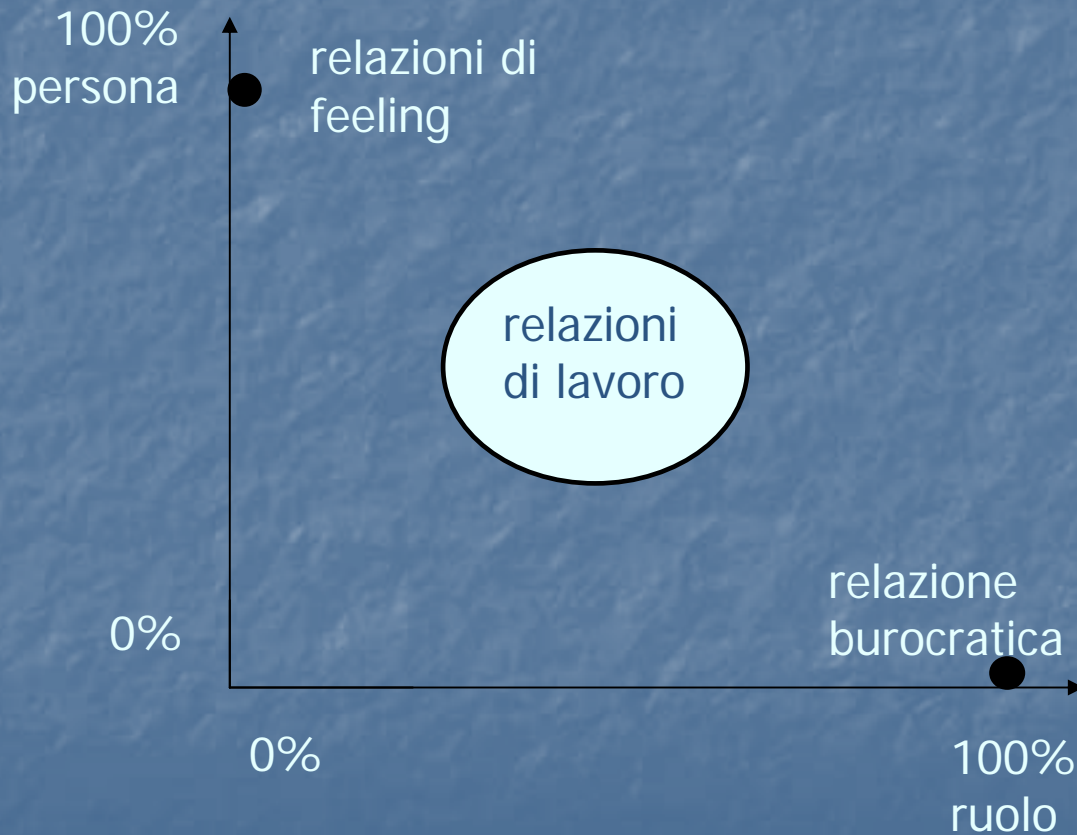 100%
persona
relazioni di
feeling
relazioni
di lavoro
relazione
burocratica
0%
0%
100%
ruolo